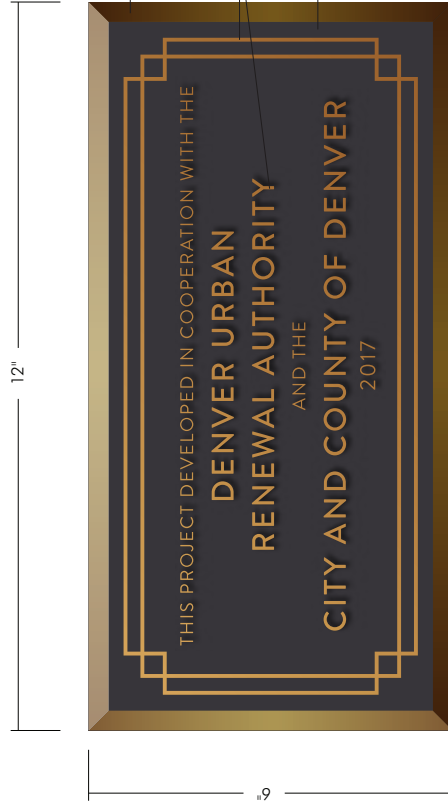 THIS PROJECT DEVELOPED IN COOPERATION WITH THE
DENVER URBAN
RENEWAL AUTHORITY
AND THE
CITY AND COUNTY OF DENVER
2017
12"
6"